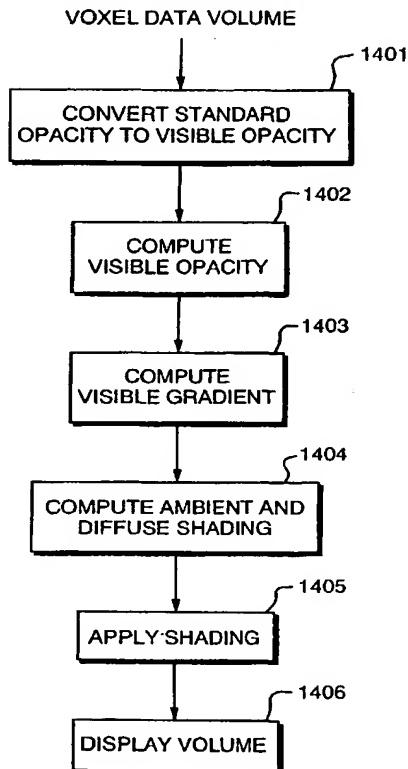 VOXEL DATA VOLUME
1401
CONVERT STANDARD
OPACITY TO VISIBLE OPACITY
1402
COMPUTE
VISIBLE OPACITY
1403
COMPUTE
VISIBLE GRADIENT
1404
COMPUTE AMBIENT AND
DIFFUSE SHADING
1405
APPLY SHADING
1406
DISPLAY VOLUME